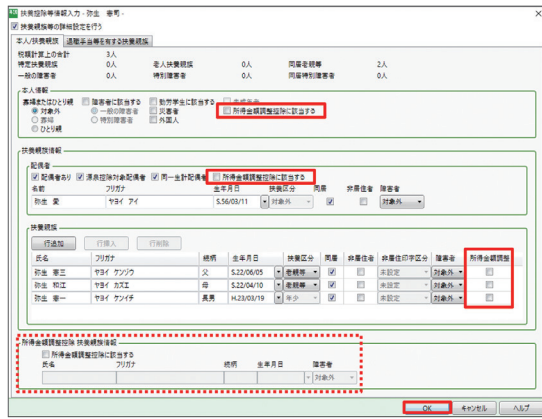 扶養控除等情報入力 - 弥生 憲司 -
扶養親族等の詳細設定を行う
本人/扶養親族 退職手当等を有する扶養親族
税額計算上の合計 3人
特定扶養親族 0人 老人扶養親族 0人 同居老親等 2人
一般の障害者 0人 特別障害者 0人 同居特別障害者 0人
本人情報
寡婦またはひとり親 障害者に該当する 勤労学生に該当する 未成年者
対象外 一般の障害者 災害者 所得金額調整控除に該当する
寡婦 特別障害者 外国人
ひとり親
扶養親族情報
配偶者
配偶者あり 源泉控除対象配偶者 同一生計配偶者 所得金額調整控除に該当する
名前 フリガナ 生年月日 扶養区分 同居 非居住者 障害者
弥生 愛 ヤヨイ アイ S.56/03/11 対象外 対象外
扶養親族
行追加 行挿入 行削除
氏名 フリガナ 続柄 生年月日 扶養区分 同居 非居住者 非居住印字区分 障害者 所得金額調整
弥生 憲三 ヤヨイ ケンゾウ 父 S.22/06/05 老親等 未設定 対象外
弥生 和江 ヤヨイ カズエ 母 S.22/04/10 老親等 未設定 対象外
弥生 憲一 ヤヨイ ケンイチ 長男 H.23/03/19 年少 未設定 対象外
所得金額調整控除 扶養親族情報
所得金額調整控除に該当する
氏名 フリガナ 続柄 生年月日 障害者
対象外
OK キャンセル ヘルプ